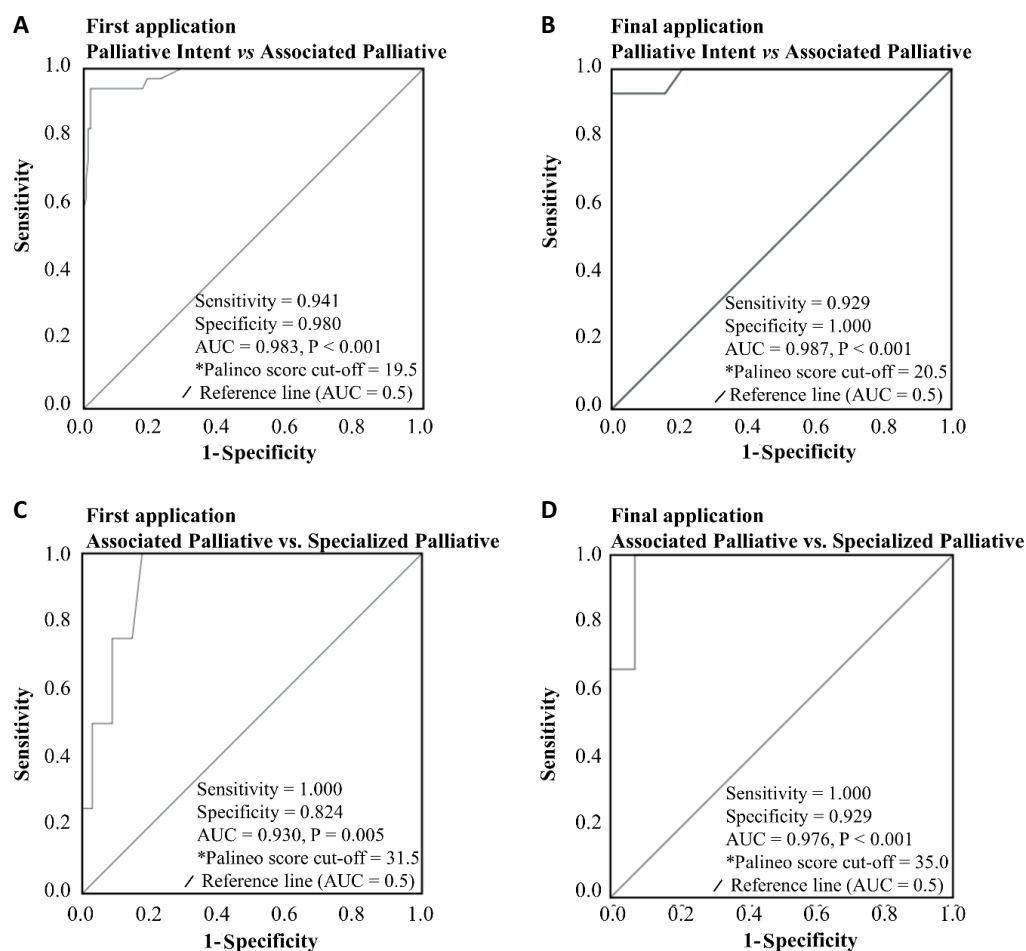 A
First application
Palliative Intent vs Associated Palliative
1.0
0.8
0.6
0.4
0.2
0.0
Sensitivity
Sensitivity = 0.941
Specificity = 0.980
AUC = 0.983, P < 0.001
*Palineo score cut-off = 19.5
Reference line (AUC = 0.5)
0.0 0.2 0.4 0.6 0.8 1.0
1-Specificity
B
Final application
Palliative Intent vs Associated Palliative
1.0
0.8
0.6
0.4
0.2
0.0
Sensitivity
Sensitivity = 0.929
Specificity = 1.000
AUC = 0.987, P < 0.001
*Palineo score cut-off = 20.5
Reference line (AUC = 0.5)
0.0 0.2 0.4 0.6 0.8 1.0
1-Specificity
C
First application
Associated Palliative vs. Specialized Palliative
1.0
0.8
0.6
0.4
0.2
0.0
Sensitivity
Sensitivity = 1.000
Specificity = 0.824
AUC = 0.930, P = 0.005
*Palineo score cut-off = 31.5
Reference line (AUC = 0.5)
0.0 0.2 0.4 0.6 0.8 1.0
1-Specificity
D
Final application
Associated Palliative vs. Specialized Palliative
1.0
0.8
0.6
0.4
0.2
0.0
Sensitivity
Sensitivity = 1.000
Specificity = 0.929
AUC = 0.976, P < 0.001
*Palineo score cut-off = 35.0
Reference line (AUC = 0.5)
0.0 0.2 0.4 0.6 0.8 1.0
1-Specificity